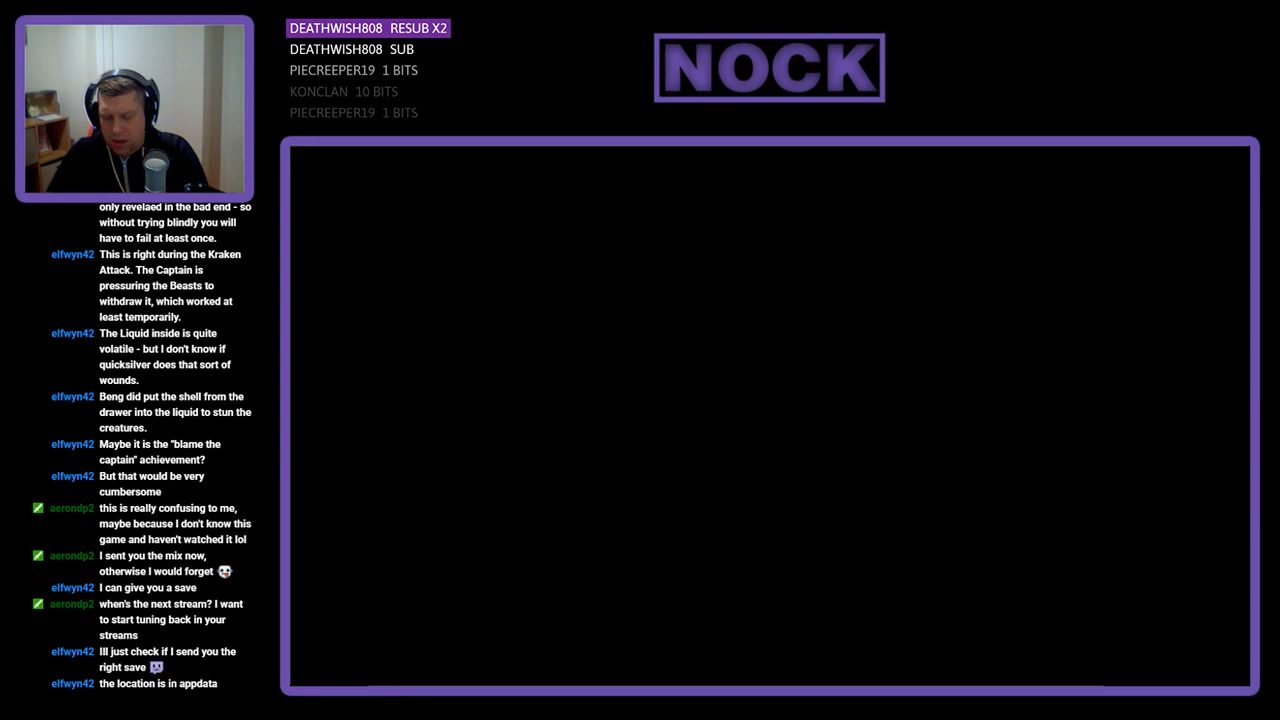 DEATHWISH808 RESUB X2
DEATHWISH808 SUB
PIECREEPER19 1 BITS
KONCLAN 10 BITS
PIECREEPER19 1 BITS
NOCK
only revelaed in the bad end - so
without trying blindly you will
have to fail at least once.
elfwyn42 This is right during the Kraken
Attack. The Captain is
pressuring the Beasts to
withdraw it, which worked at
least temporarily.
elfwyn42 The Liquid inside is quite
volatile - but I don't know if
quicksilver does that sort of
wounds.
elfwyn42 Beng did put the shell from the
drawer into the liquid to stun the
creatures.
elfwyn42 Maybe it is the "blame the
captain" achievement?
elfwyn42 But that would be very
cumbersome
aerondp2 this is really confusing to me,
maybe because I don't know this
game and haven't watched it lol
aerondp2 I sent you the mix now,
otherwise I would forget
elfwyn42 I can give you a save
aerondp2 when's the next stream? I want
to start tuning back in your
streams
elfwyn42 Ill just check if I send you the
right save
elfwyn42 the location is in appdata